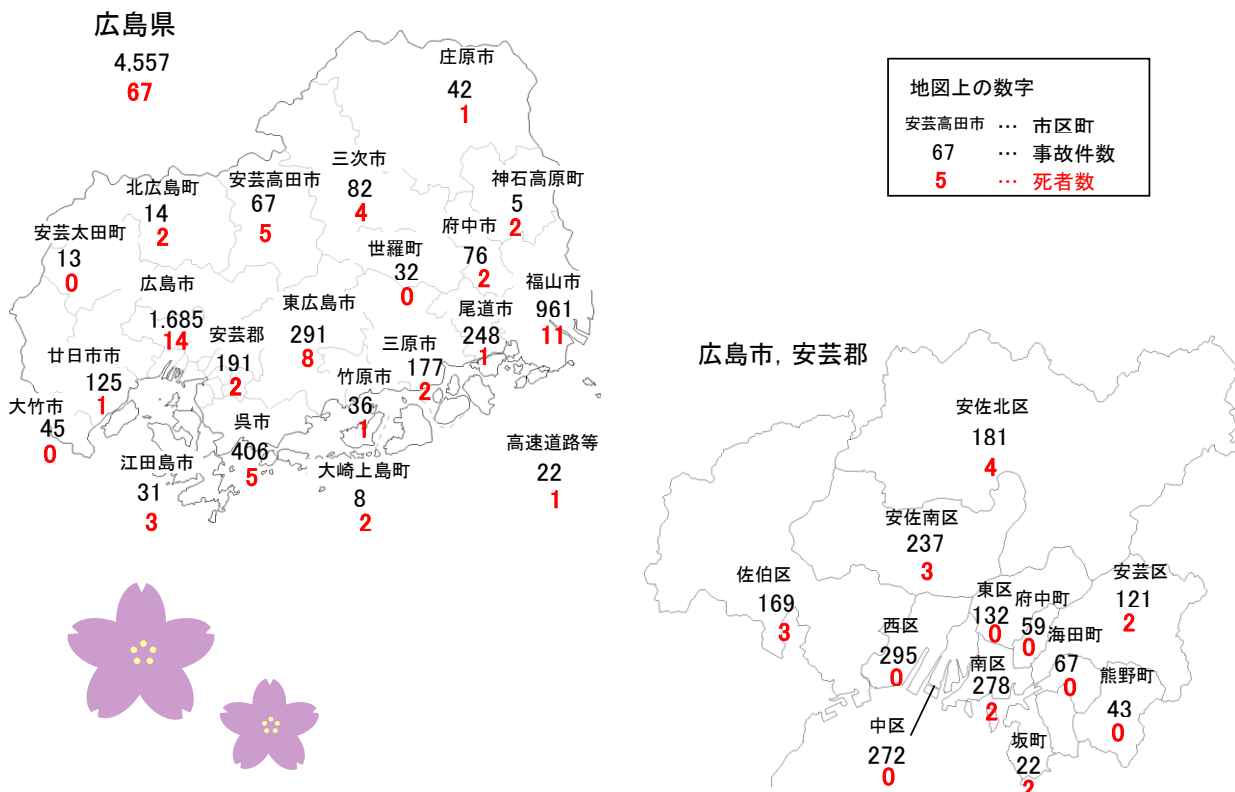 広島県
4,557
67
庄原市
42
1
三次市
82
4
神石高原町
5
2
北広島町
14
2
安芸高田市
67
5
安芸太田町
13
0
府中市
76
2
世羅町
32
0
福山市
961
11
広島市
1.685
14
東広島市
291
8
尾道市
248
1
安芸郡
191
2
三原市
177
2
廿日市市
125
1
竹原市
36
1
大竹市
45
0
呉市
406
5
江田島市
31
3
大崎上島町
8
2
高速道路等
22
1
地図上の数字
安芸高田市 … 市区町
67 … 事故件数
5 … 死者数
広島市，安芸郡
安佐北区
181
4
安佐南区
237
3
佐伯区
169
3
東区
132
0
府中町
59
0
安芸区
121
2
西区
295
0
海田町
67
0
南区
278
2
熊野町
43
0
中区
272
0
坂町
22
2